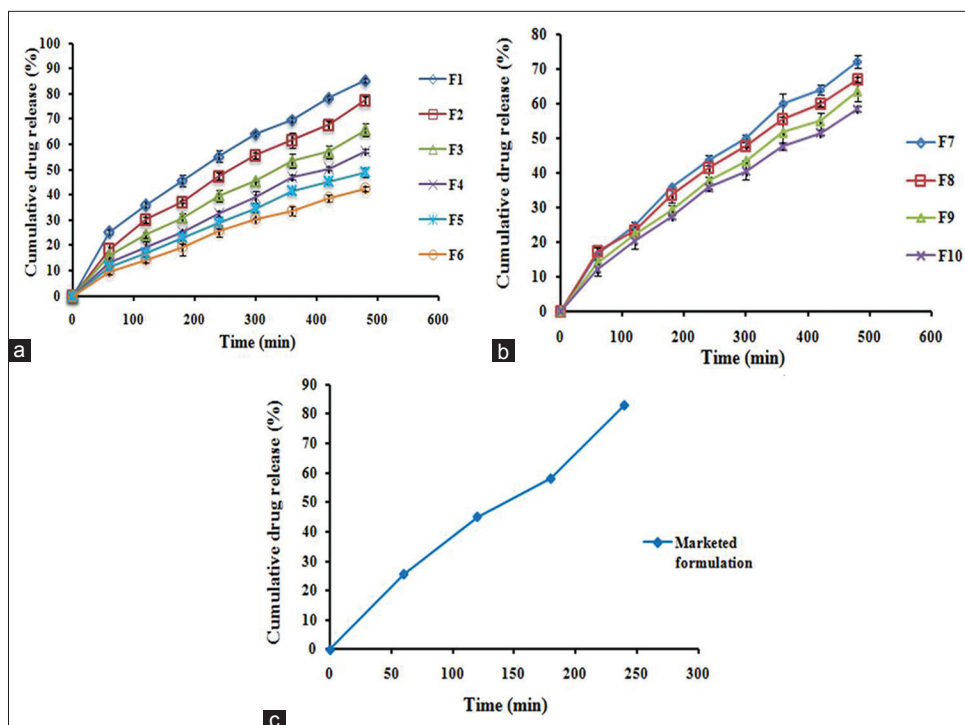 Cumulative drug release (%)
100
90
80
70
60
50
40
30
20
10
0
0 100 200 300 400 500 600
Time (min)
F1
F2
F3
F4
F5
F6
a
Cumulative drug release (%)
80
70
60
50
40
30
20
10
0
0 100 200 300 400 500 600
Time (min)
F7
F8
F9
F10
b
Cumulative drug release (%)
90
80
70
60
50
40
30
20
10
0
0 50 100 150 200 250 300
Time (min)
Marketed
formulation
c